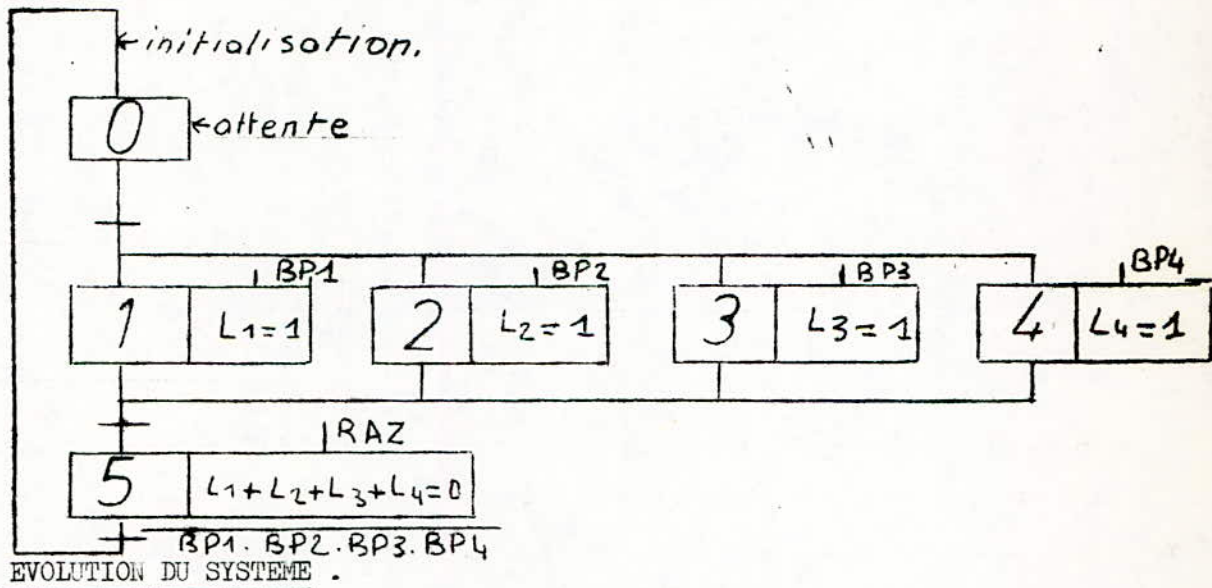 ←initialisation.
0 ←attente
BP1 BP2 BP3 BP4
1 L1=1 2 L2=1 3 L3=1 4 L4=1
RAZ
5 L1+L2+L3+L4=0
BP1. BP2. BP3. BP4
EVOLUTION DU SYSTEME .